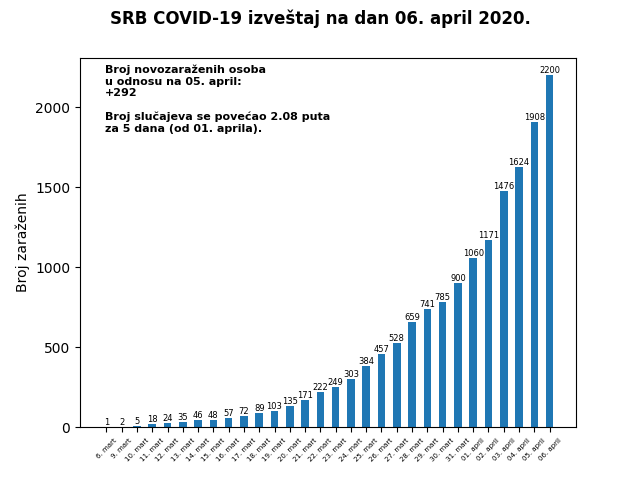 SRB COVID-19 izveštaj na dan 06. april 2020.
Broj novozaraženih osoba
u odnosu na 05. april:
+292
Broj slučajeva se povećao 2.08 puta
za 5 dana (od 01. aprila).
Broj zaraženih
2000
1500
1000
500
0
1
2
5
18
24
35
46
48
57
72
89
103
135
171
222
249
303
384
457
528
659
741
785
900
1060
1171
1476
1624
1908
2200
6. mart
9. mart
10. mart
11. mart
12. mart
13. mart
14. mart
15. mart
16. mart
17. mart
18. mart
19. mart
20. mart
21. mart
22. mart
23. mart
24. mart
25. mart
26. mart
27. mart
28. mart
29. mart
30. mart
31. mart
01. april
02. april
03. april
04. april
05. april
06. april